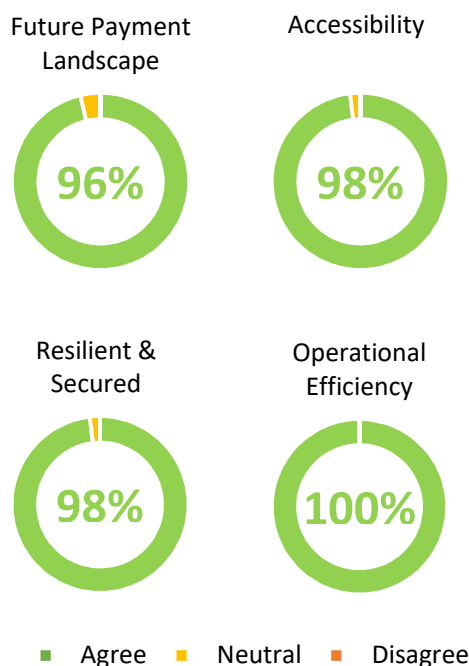 Future Payment
Landscape
96%
Accessibility
98%
Resilient &
Secured
98%
Operational
Efficiency
100%
Agree Neutral Disagree